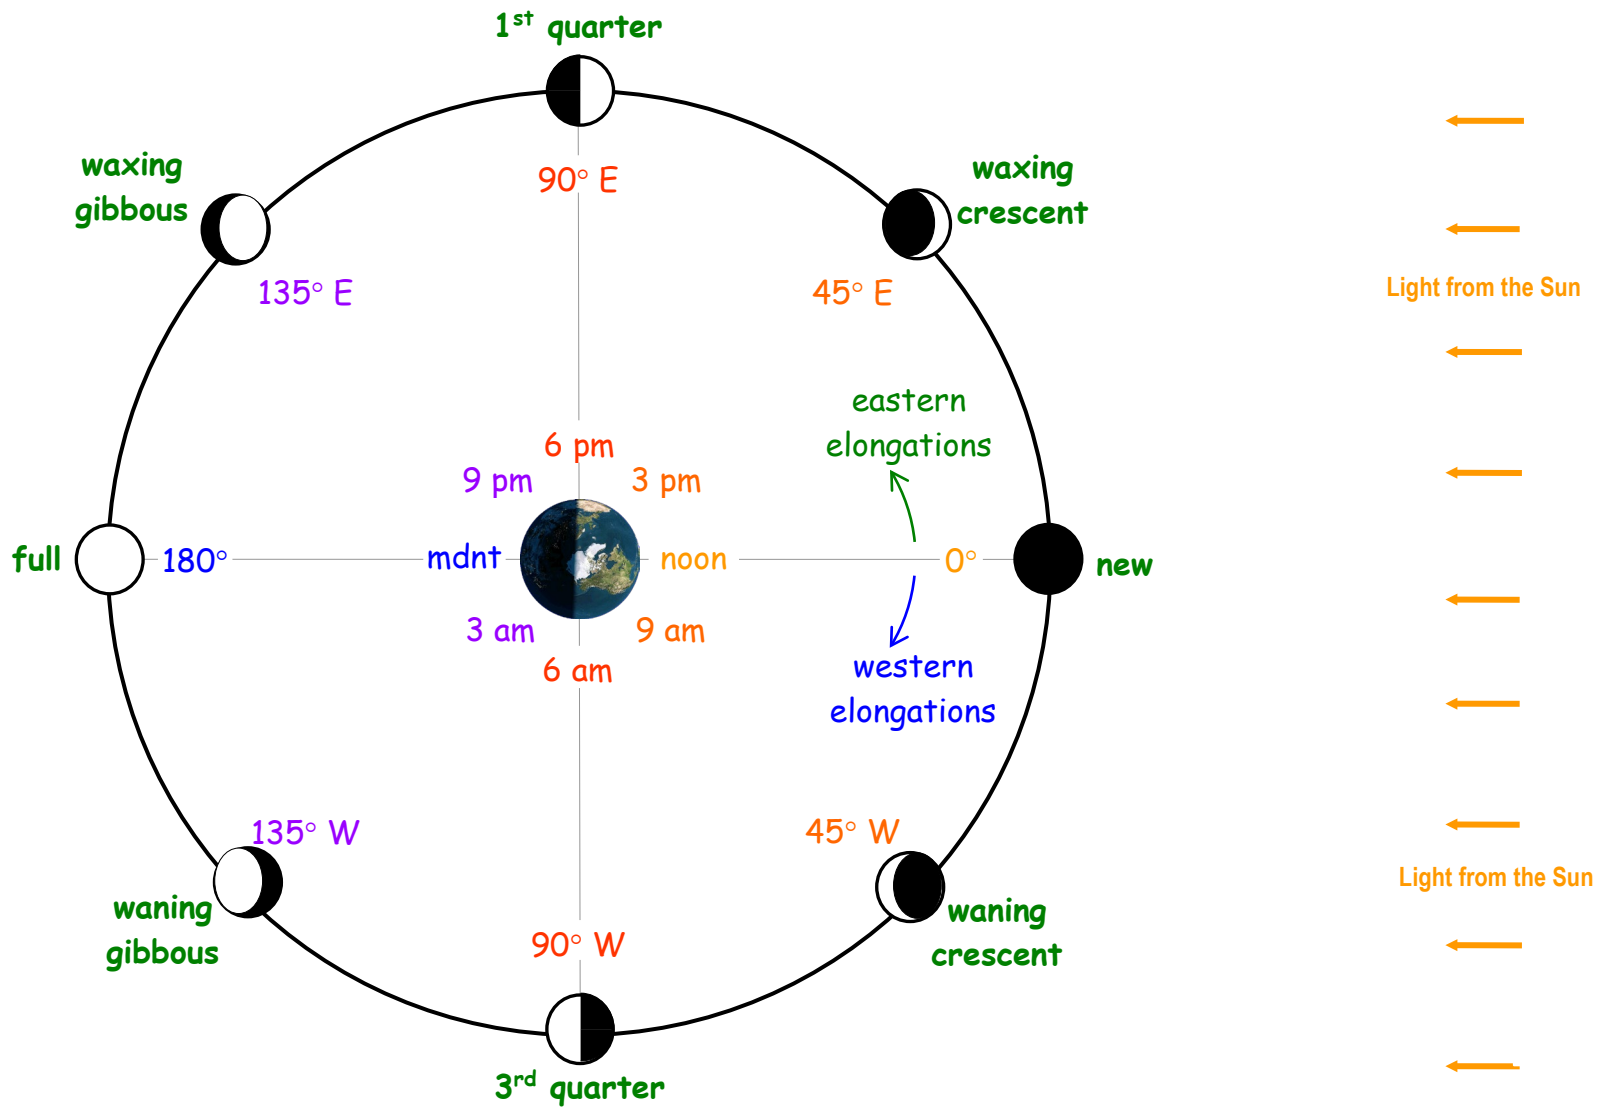 1st quarter
waxing
gibbous
90° E
waxing
crescent
135° E
45° E
Light from the Sun
eastern
elongations
6 pm
9 pm
3 pm
full
180°
mdnt
noon
0°
new
3 am
9 am
6 am
western
elongations
135° W
45° W
Light from the Sun
waning
gibbous
waning
crescent
90° W
3rd quarter